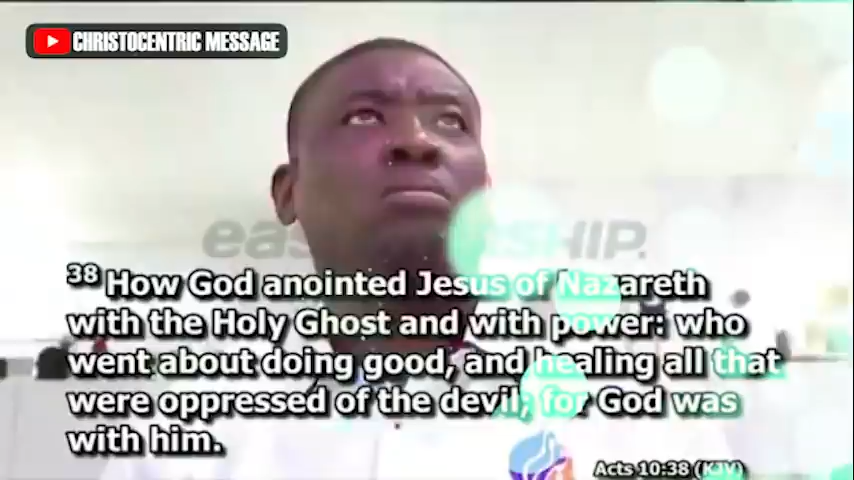 CHRISTOCENTRIC MESSAGE
38 How God anointed Jesus of Nazareth
with the Holy Ghost and with power: who
went about doing good, and healing all that
were oppressed of the devil; for God was
with him.
Acts 10:38 (KJV)